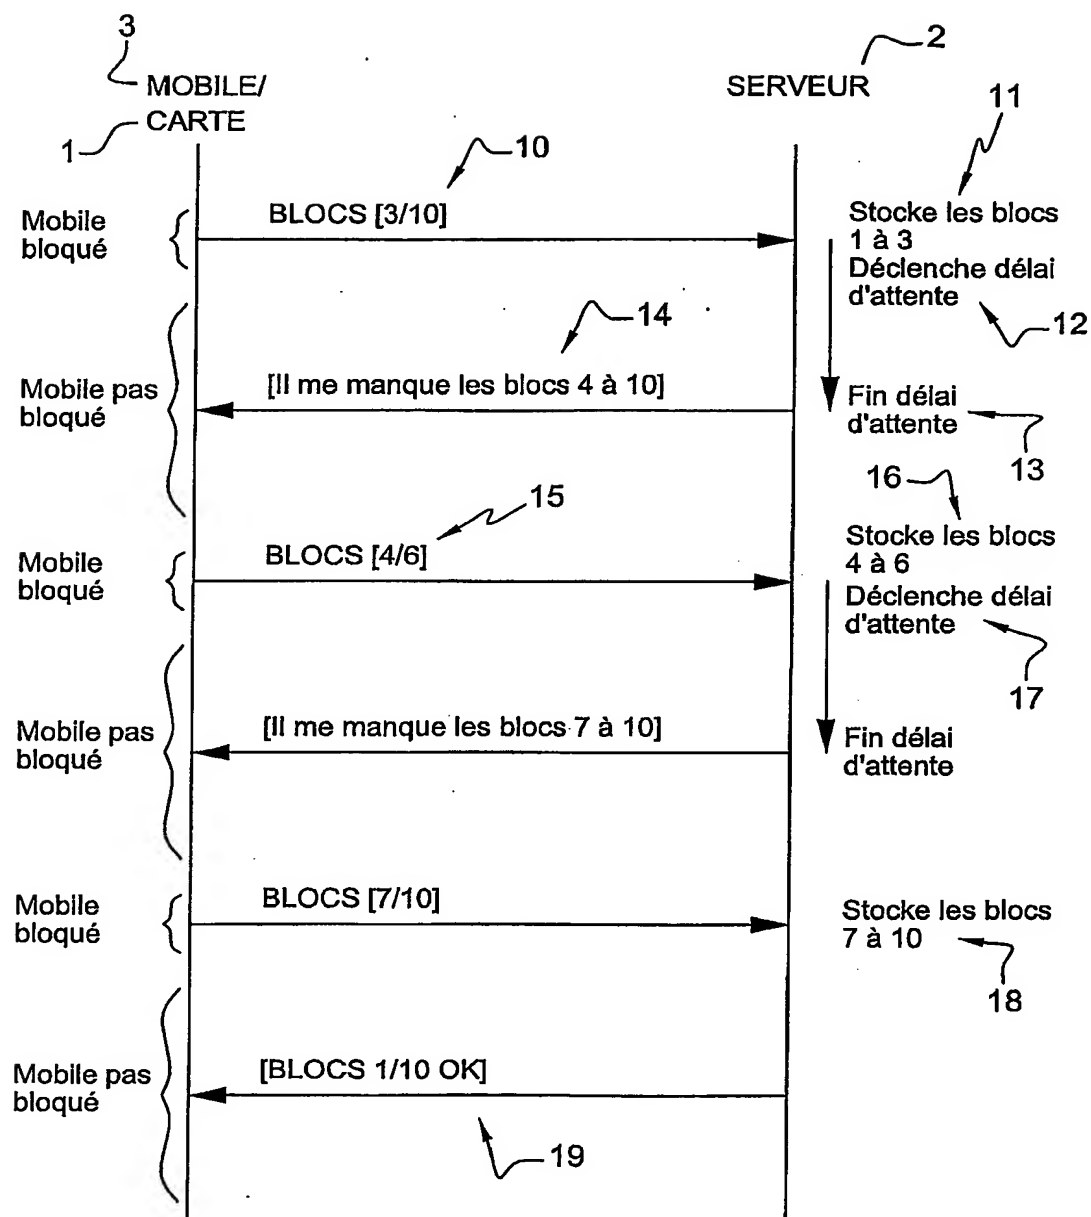 3
MOBILE/
CARTE
1
2
SERVEUR
11
10
Mobile
bloqué
BLOCS [3/10]
Stocke les blocs
1 à 3
Déclenche délai
d'attente
12
14
Mobile pas
bloqué
[Il me manque les blocs 4 à 10]
Fin délai
d'attente
13
16
15
Mobile
bloqué
BLOCS [4/6]
Stocke les blocs
4 à 6
Déclenche délai
d'attente
17
Mobile pas
bloqué
[Il me manque les blocs 7 à 10]
Fin délai
d'attente
Mobile
bloqué
BLOCS [7/10]
Stocke les blocs
7 à 10
18
Mobile pas
bloqué
[BLOCS 1/10 OK]
19